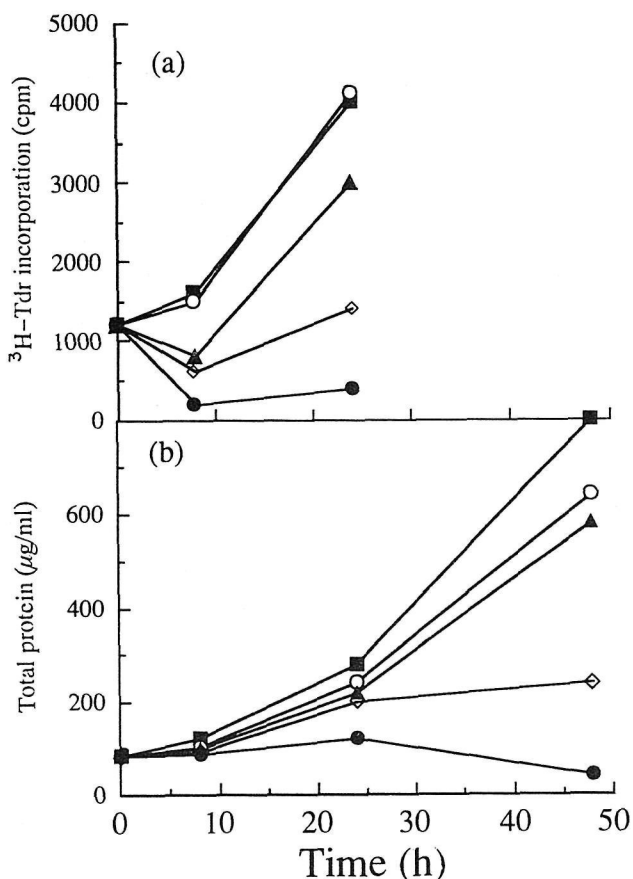 5000
(a)
4000
3000
2000
1000
0
³H-Tdr incorporation (cpm)
(b)
600
400
200
0
Total protein (µg/ml)
0 10 20 30 40 50
Time (h)